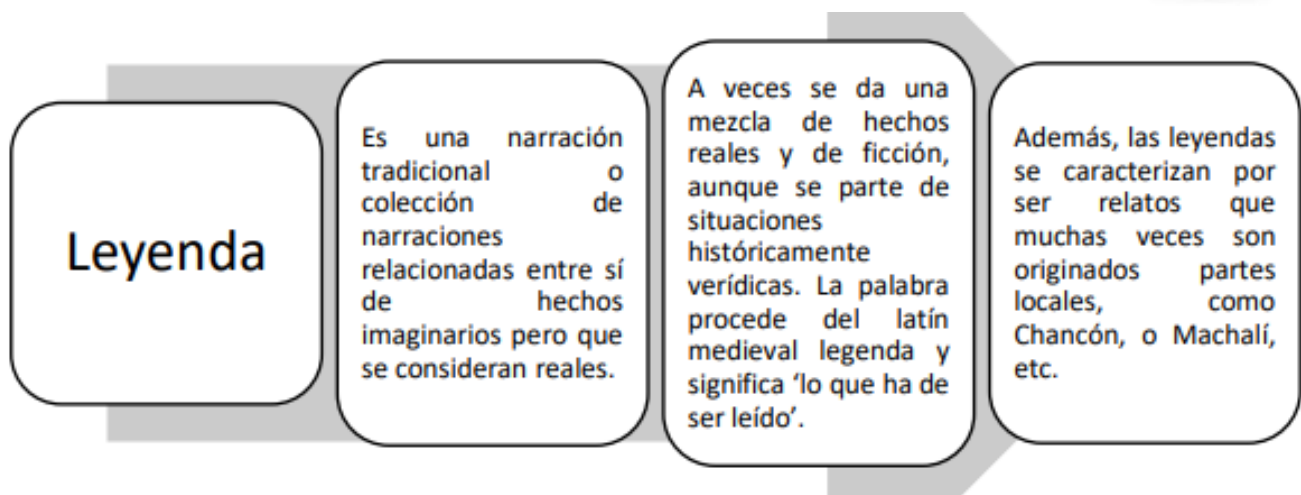 Leyenda
Es una narración
tradicional o
colección de
narraciones
relacionadas entre sí
de hechos
imaginarios pero que
se consideran reales.
A veces se da una
mezcla de hechos
reales y de ficción,
aunque se parte de
situaciones
históricamente
verídicas. La palabra
procede del latín
medieval legenda y
significa ‘lo que ha de
ser leído’.
Además, las leyendas
se caracterizan por
ser relatos que
muchas veces son
originados partes
locales, como
Chancón, o Machalí,
etc.